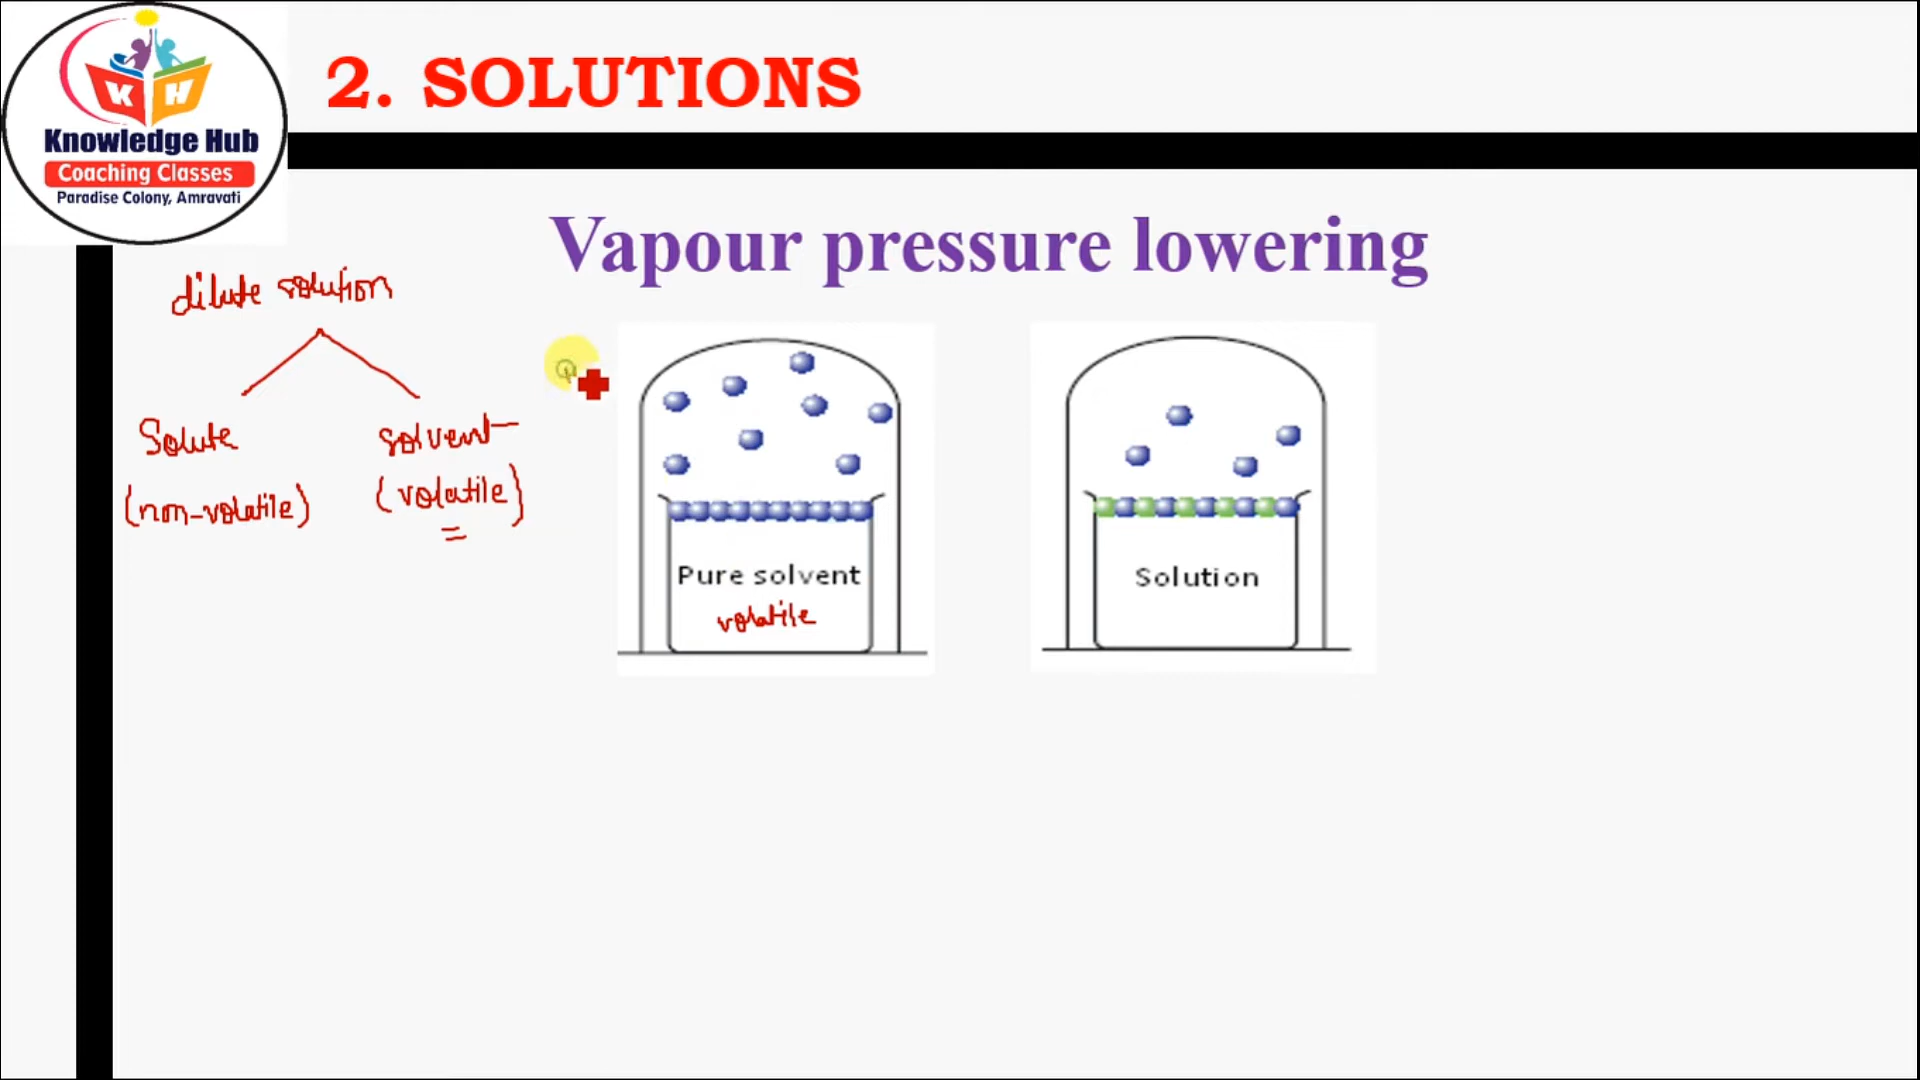 K H
Knowledge Hub
Coaching Classes
Paradise Colony, Amravati
2. SOLUTIONS
Vapour pressure lowering
dilute solution
Solute
solvent
(non-volatile)
(volatile)
Pure solvent
volatile
Solution